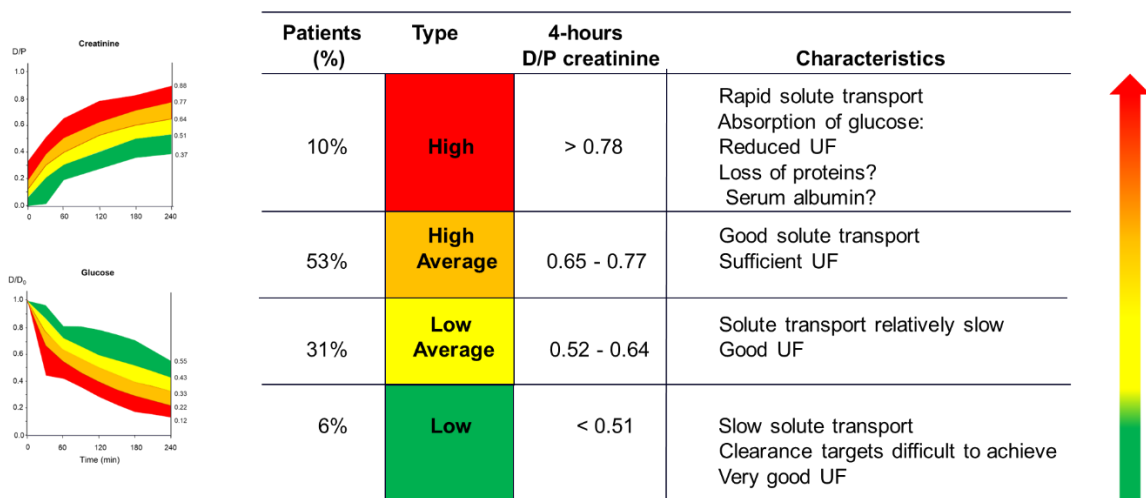 Creatinine
D/P
1.0
0.8
0.6
0.4
0.2
0.0
0.88
0.77
0.64
0.51
0.37
0 60 120 180 240
Glucose
D/D0
1.0
0.8
0.6
0.4
0.2
0.0
0.55
0.43
0.33
0.22
0.12
0 60 120 180 240
Time (min)
Patients (%) Type 4-hours D/P creatinine Characteristics
10% High > 0.78
Rapid solute transport
Absorption of glucose:
Reduced UF
Loss of proteins?
Serum albumin?
53% High Average 0.65 - 0.77
Good solute transport
Sufficient UF
31% Low Average 0.52 - 0.64
Solute transport relatively slow
Good UF
6% Low < 0.51
Slow solute transport
Clearance targets difficult to achieve
Very good UF